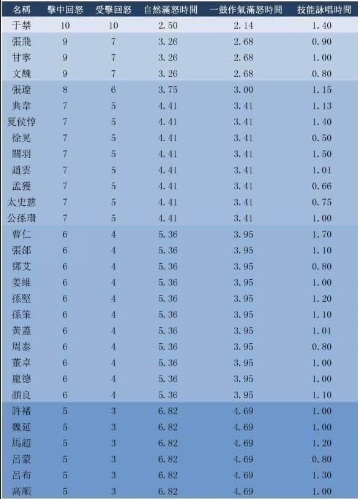 名稱 擊中回怒 受擊回怒 自然滿怒時間 一鼓作氣滿怒時間 技能詠唱時間
于禁 10 10 2.50 2.14 1.40
張飛 9 7 3.26 2.68 0.90
甘寧 9 7 3.26 2.68 1.00
文醜 9 7 3.26 2.68 0.80
張遼 8 6 3.75 3.00 1.15
典韋 7 5 4.41 3.41 1.13
夏侯惇 7 5 4.41 3.41 1.40
徐晃 7 5 4.41 3.41 0.50
關羽 7 5 4.41 3.41 1.50
趙雲 7 5 4.41 3.41 1.01
孟獲 7 5 4.41 3.41 0.66
太史慈 7 5 4.41 3.41 0.75
公孫瓚 7 5 4.41 3.41 1.00
曹仁 6 4 5.36 3.95 1.70
張郃 6 4 5.36 3.95 1.10
鄧艾 6 4 5.36 3.95 0.80
姜維 6 4 5.36 3.95 1.00
孫堅 6 4 5.36 3.95 1.20
孫策 6 4 5.36 3.95 1.10
黃蓋 6 4 5.36 3.95 1.01
周泰 6 4 5.36 3.95 0.80
董卓 6 4 5.36 3.95 1.00
龐德 6 4 5.36 3.95 1.00
顏良 6 4 5.36 3.95 1.10
許褚 5 3 6.82 4.69 1.00
魏延 5 3 6.82 4.69 1.00
馬超 5 3 6.82 4.69 1.20
呂蒙 5 3 6.82 4.69 0.80
呂布 5 3 6.82 4.69 1.30
高順 5 3 6.82 4.69 1.00